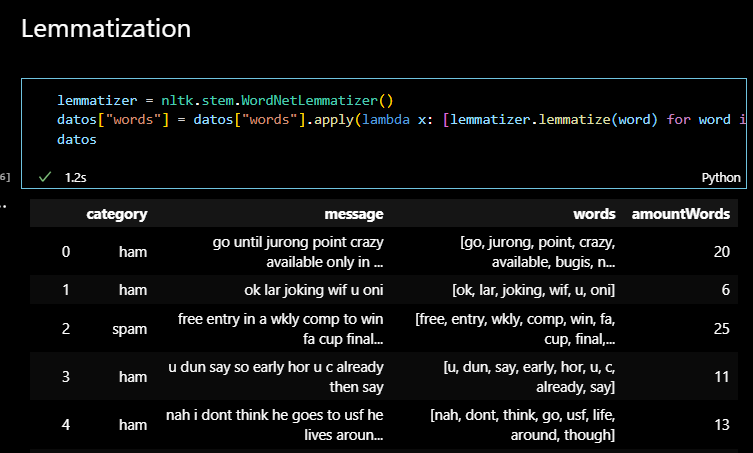 Lemmatization
lemmatizer = nltk.stem.WordNetLemmatizer()
datos["words"] = datos["words"].apply(lambda x: [lemmatizer.lemmatize(word) for word i
datos
6]
1.2s
Python
..
category message words amountWords
0 ham go until jurong point crazy available only in ... [go, jurong, point, crazy, available, bugis, n... 20
1 ham ok lar joking wif u oni [ok, lar, joking, wif, u, oni] 6
2 spam free entry in a wkly comp to win fa cup final... [free, entry, wkly, comp, win, fa, cup, final,... 25
3 ham u dun say so early hor u c already then say [u, dun, say, early, hor, u, c, already, say] 11
4 ham nah i dont think he goes to usf he lives aroun... [nah, dont, think, go, usf, life, around, though] 13